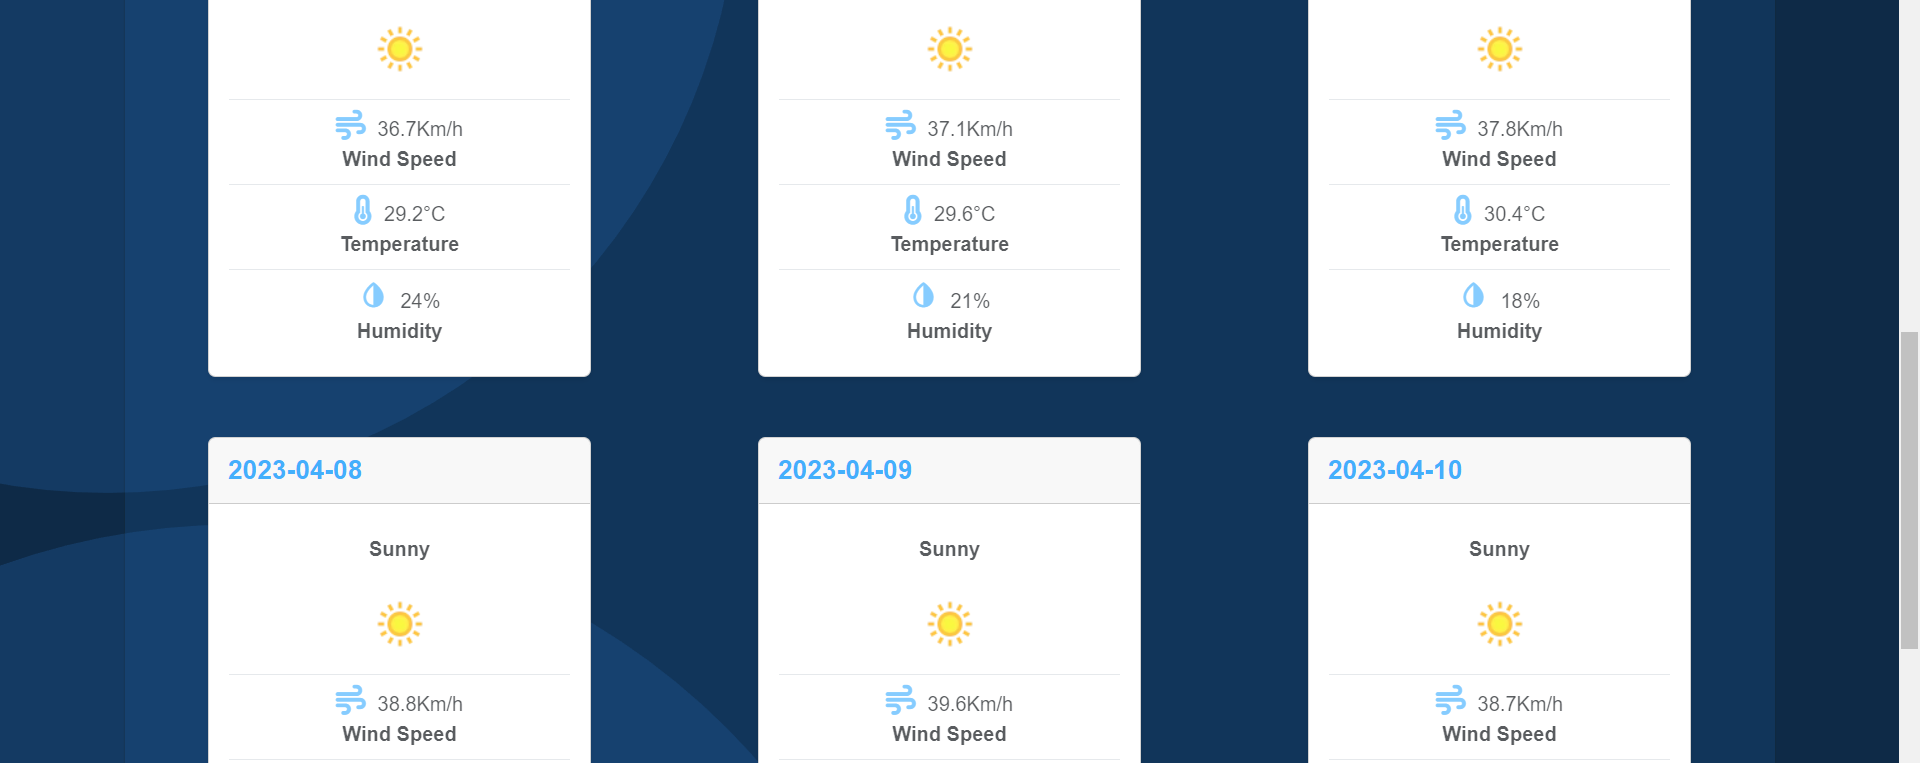 36.7Km/h
Wind Speed
29.2°C
Temperature
24%
Humidity
37.1Km/h
Wind Speed
29.6°C
Temperature
21%
Humidity
37.8Km/h
Wind Speed
30.4°C
Temperature
18%
Humidity
2023-04-08
Sunny
38.8Km/h
Wind Speed
2023-04-09
Sunny
39.6Km/h
Wind Speed
2023-04-10
Sunny
38.7Km/h
Wind Speed